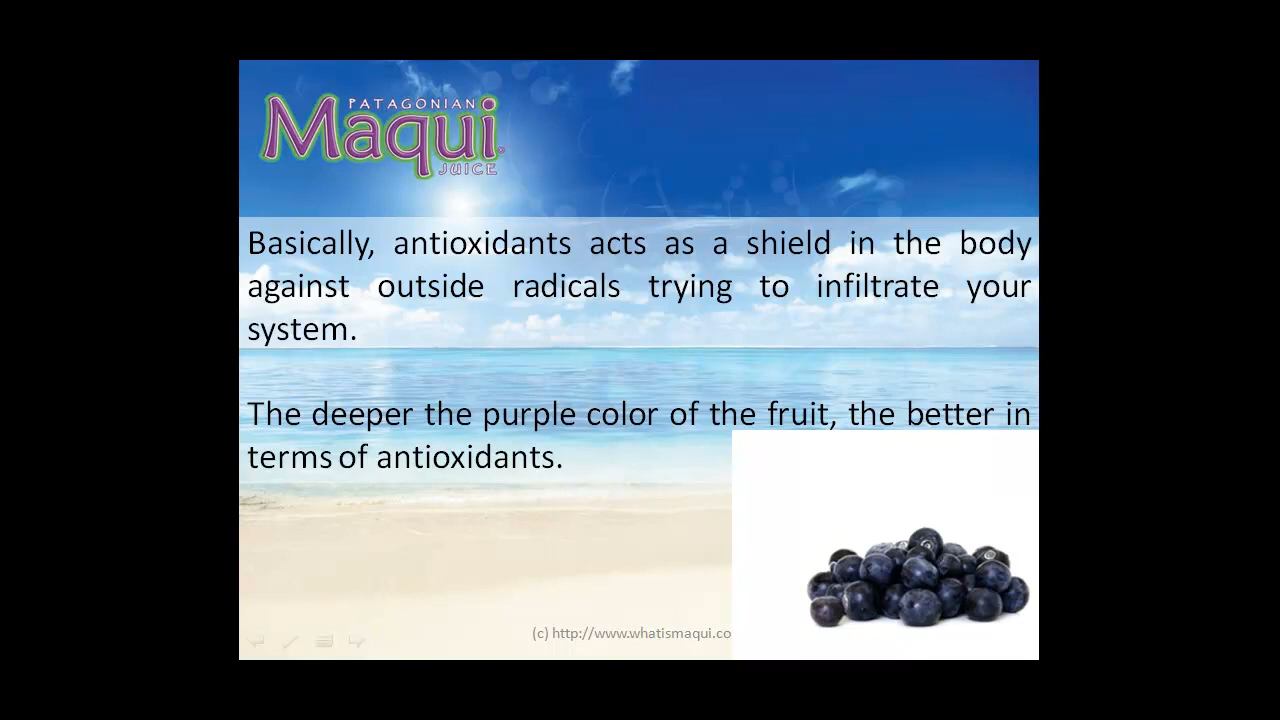 PATAGONIAN
Maqui
JUICE
Basically, antioxidants acts as a shield in the body
against outside radicals trying to infiltrate your
system.
The deeper the purple color of the fruit, the better in
terms of antioxidants.
(c) http://www.whatismaqui.co